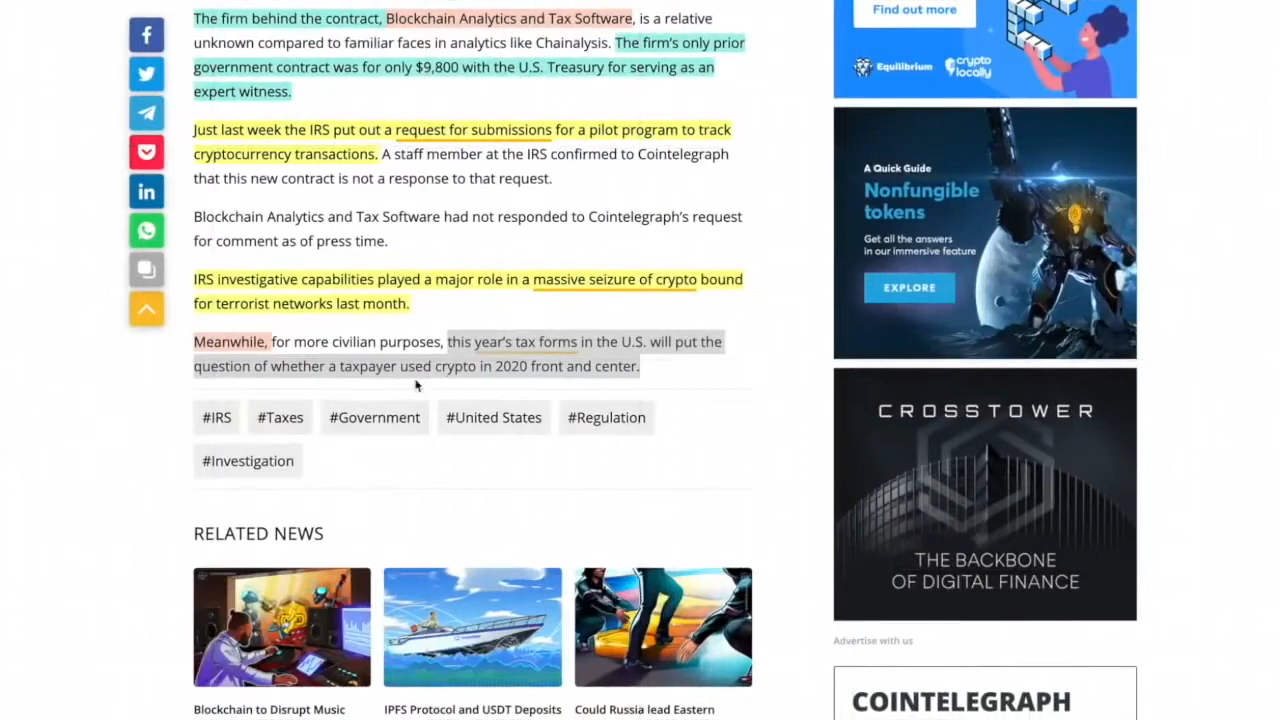 The firm behind the contract, Blockchain Analytics and Tax Software, is a relative
unknown compared to familiar faces in analytics like Chainalysis. The firm's only prior
government contract was for only $9,800 with the U.S. Treasury for serving as an
expert witness.
Just last week the IRS put out a request for submissions for a pilot program to track
cryptocurrency transactions. A staff member at the IRS confirmed to Cointelegraph
that this new contract is not a response to that request.
Blockchain Analytics and Tax Software had not responded to Cointelegraph's request
for comment as of press time.
IRS investigative capabilities played a major role in a massive seizure of crypto bound
for terrorist networks last month.
Meanwhile, for more civilian purposes, this year's tax forms in the U.S. will put the
question of whether a taxpayer used crypto in 2020 front and center.
#IRS
#Taxes
#Government
#United States
#Regulation
#Investigation
RELATED NEWS
Blockchain to Disrupt Music
IPFS Protocol and USDT Deposits
Could Russia lead Eastern
Find out more
Equilibrium
crypto
locally
A Quick Guide
Nonfungible
tokens
Get all the answers
in our immersive feature
EXPLORE
CROSSTOWER
THE BACKBONE
OF DIGITAL FINANCE
Advertise with us
COINTELEGRAPH